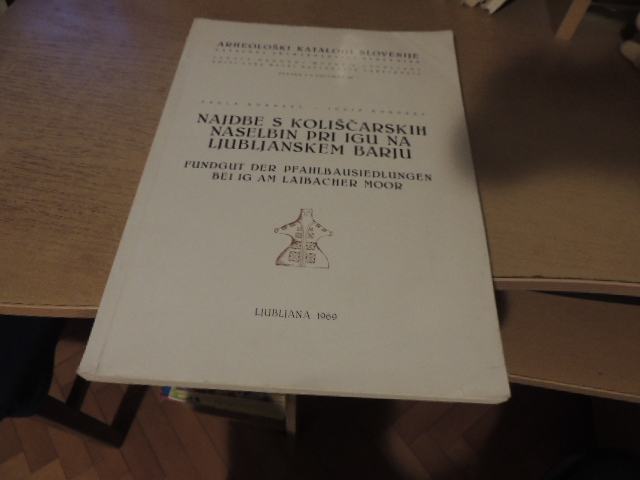 ARHEOLOŠKI KATALOGI SLOVENIJE
NAJDBE S KOLIŠČARSKIH
NASELBIN PRI IGU NA
LJUBLJANSKEM BARJU
FUNDGUT DER PFAHLBAUSIEDLUNGEN
BEI IG AM LAIBACHER MOOR
LJUBLJANA 1969